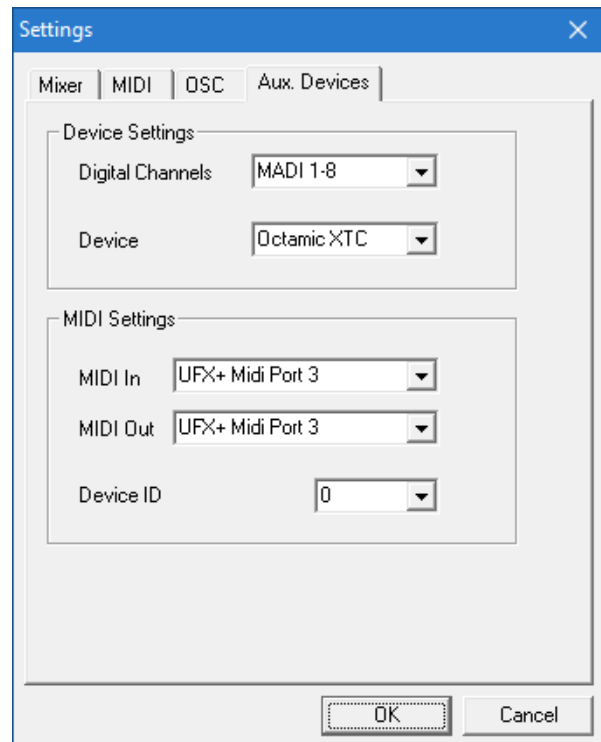 Settings
Mixer MIDI OSC Aux. Devices
Device Settings
Digital Channels MADI 1-8
Device Octamic XTC
MIDI Settings
MIDI In UFX+ Midi Port 3
MIDI Out UFX+ Midi Port 3
Device ID 0
OK Cancel